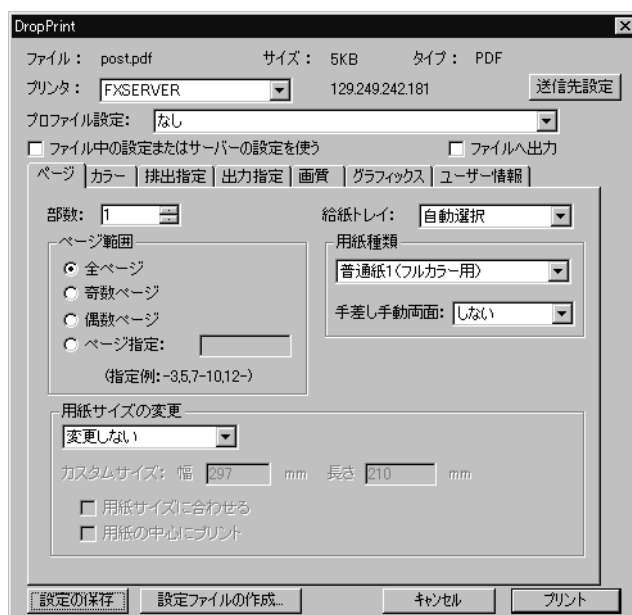 DropPrint
ファイル： post.pdf サイズ： 5KB タイプ： PDF
プリンタ： FXSERVER 129.249.242.181 送信先設定
プロファイル設定： なし
ファイル中の設定またはサーバーの設定を使う ファイルへ出力
ページ カラー 排出指定 出力指定 画質 グラフィックス ユーザー情報
部数： 1 給紙トレイ： 自動選択
ページ範囲 用紙種類
全ページ 普通紙1(フルカラー用)
奇数ページ
偶数ページ 手差し手動両面： しない
ページ指定：
(指定例：-3,5,7-10,12-)
用紙サイズの変更
変更しない
カスタムサイズ： 幅 297 mm 長さ 210 mm
用紙サイズに合わせる
用紙の中心にプリント
設定の保存 設定ファイルの作成... キャンセル プリント